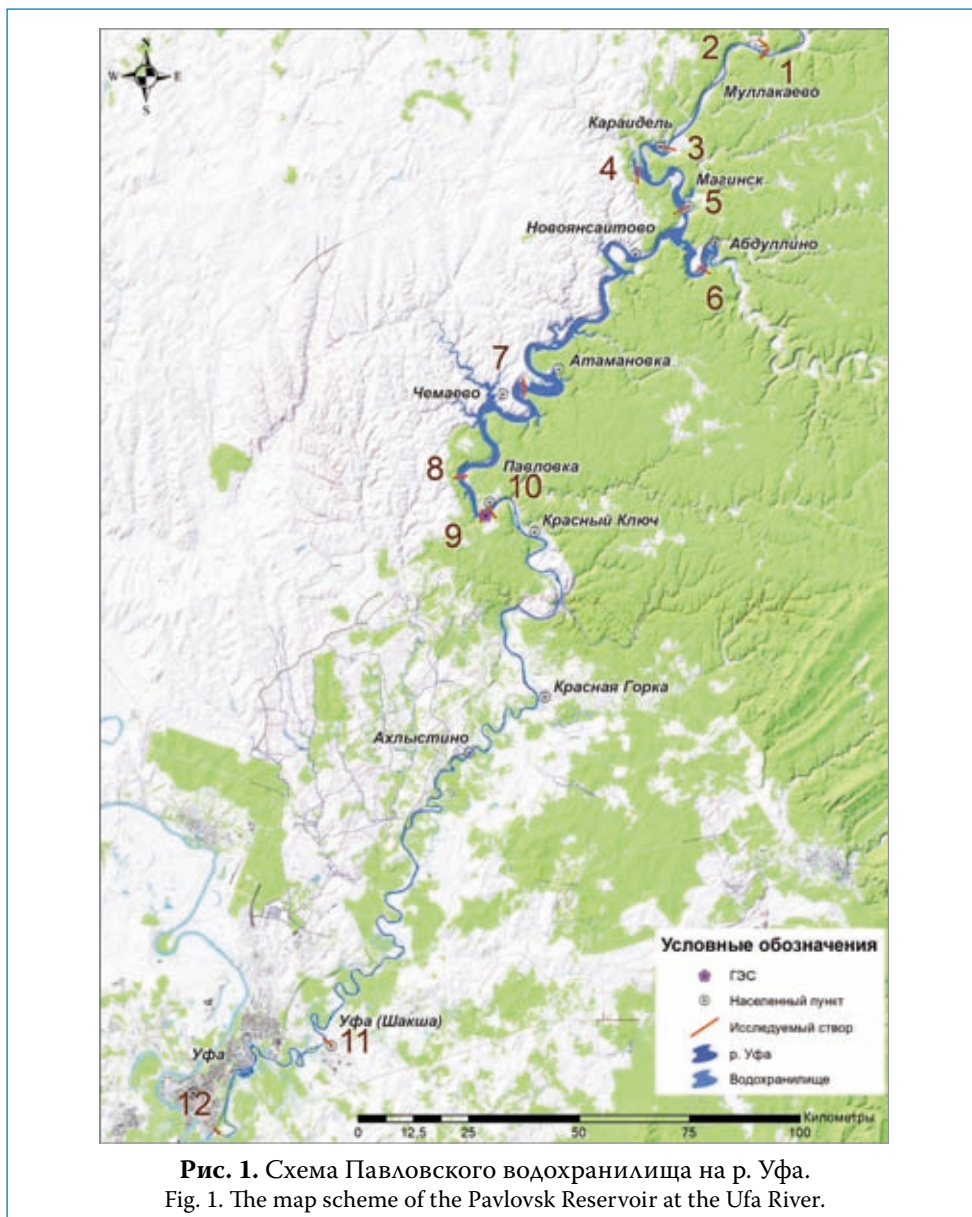 N
W E
S
2
1
Муллакаево
Караидель
3
4
Магинск
5
Новоянсаитово
Абдуллино
6
7
Атамановка
Чемаево
8
Павловка
10
9
Красный Ключ
Красная Горка
Ахлыстино
Уфа (Шакша)
11
Уфа
12
Условные обозначения
ГЭС
Населенный пункт
Исследуемый створ
р. Уфа
Водохранилище
Километры
0 12,5 25 50 75 100
Рис. 1. Схема Павловского водохранилища на р. Уфа.
Fig. 1. The map scheme of the Pavlovsk Reservoir at the Ufa River.